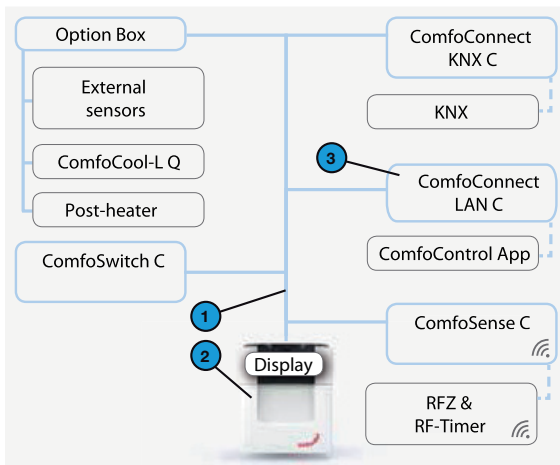 Option Box
External
sensors
ComfoCool-L Q
Post-heater
ComfoSwitch C
ComfoConnect
KNX C
KNX
3
ComfoConnect
LAN C
ComfoControl App
1
2
Display
ComfoSense C
RFZ &
RF-Timer